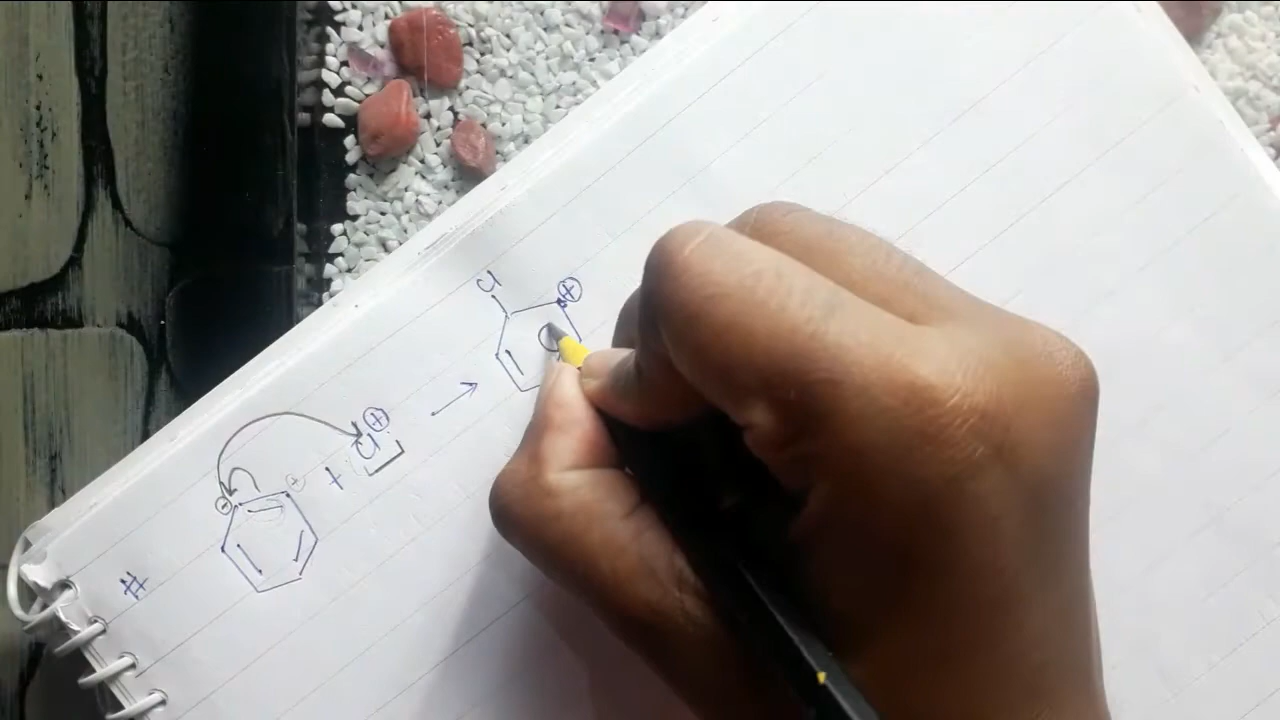 # + Cl⊕ → Cl ⊕